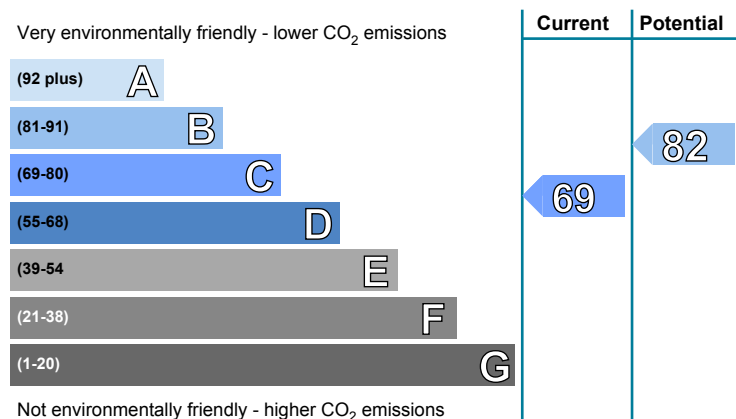 Current Potential
Very environmentally friendly - lower CO₂ emissions
(92 plus) A
(81-91) B
82
(69-80) C
69
(55-68) D
(39-54 E
(21-38) F
(1-20) G
Not environmentally friendly - higher CO₂ emissions